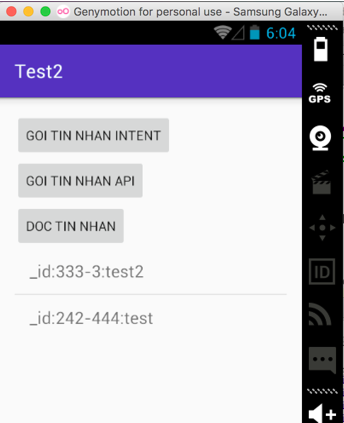 Genymotion for personal use - Samsung Galaxy...
6:04
Test2
GPS
GOI TIN NHAN INTENT
GOI TIN NHAN API
DOC TIN NHAN
ID
_id:333-3:test2
_id:242-444:test